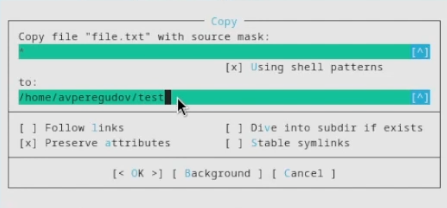 Copy
Copy file "file.txt" with source mask:
* [^]
[x] Using shell patterns
to:
/home/avperegudov/test [^]
[ ] Follow links [ ] Dive into subdir if exists
[x] Preserve attributes [ ] Stable symlinks
[< OK >] [ Background ] [ Cancel ]